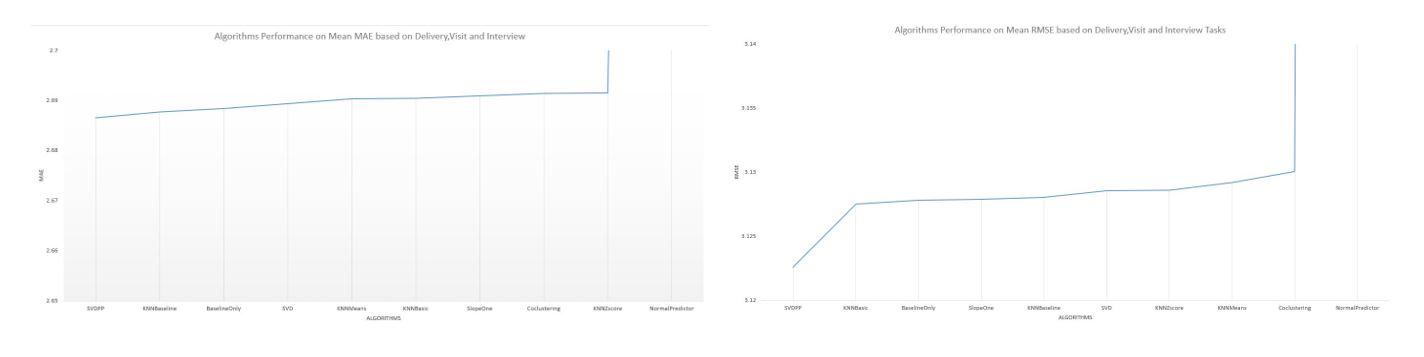 Algorithms Performance on Mean MAE based on Delivery,Visit and Interview
2.7
2.69
2.68
2.67
2.66
2.65
MAE
SVDPP KNNBaseline BaselineOnly SVD KNNMeans KNNBasic SlopeOne Coclustering KNNZscore NormalPredictor
ALGORITHMS
Algorithms Performance on Mean RMSE based on Delivery,Visit and Interview Tasks
3.14
3.135
3.13
3.125
3.12
RMSE
SVDPP KNNBasic BaselineOnly SlopeOne KNNBaseline SVD KNNZscore KNNMeans Coclustering NormalPredictor
ALGORITHMS